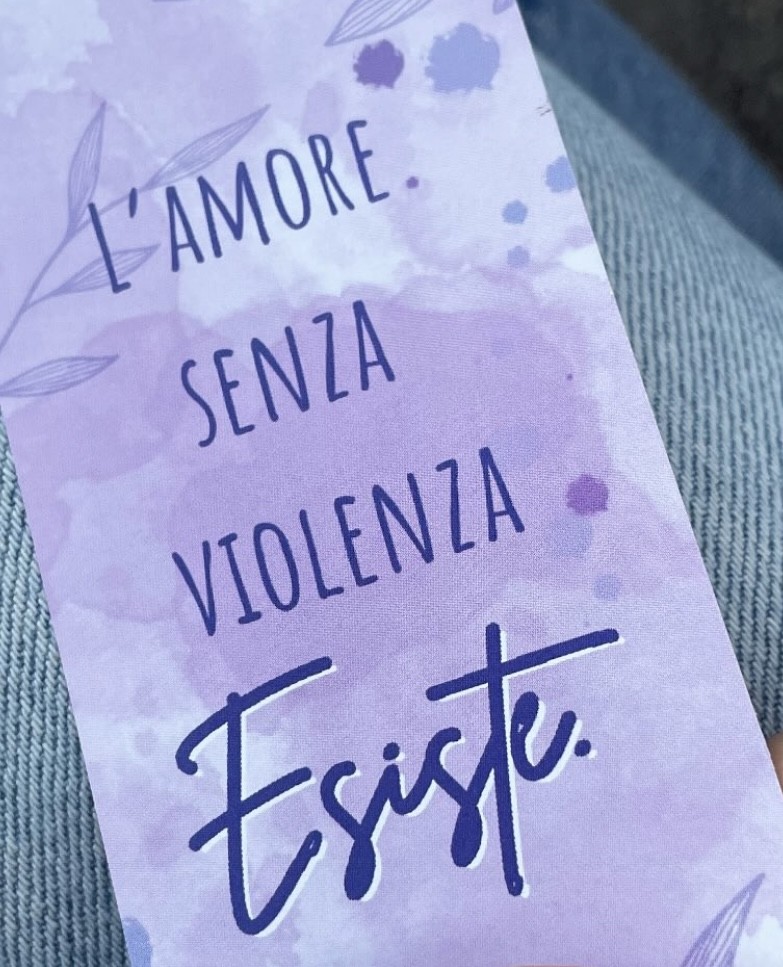 L'AMORE
SENZA
VIOLENZA
Esiste.